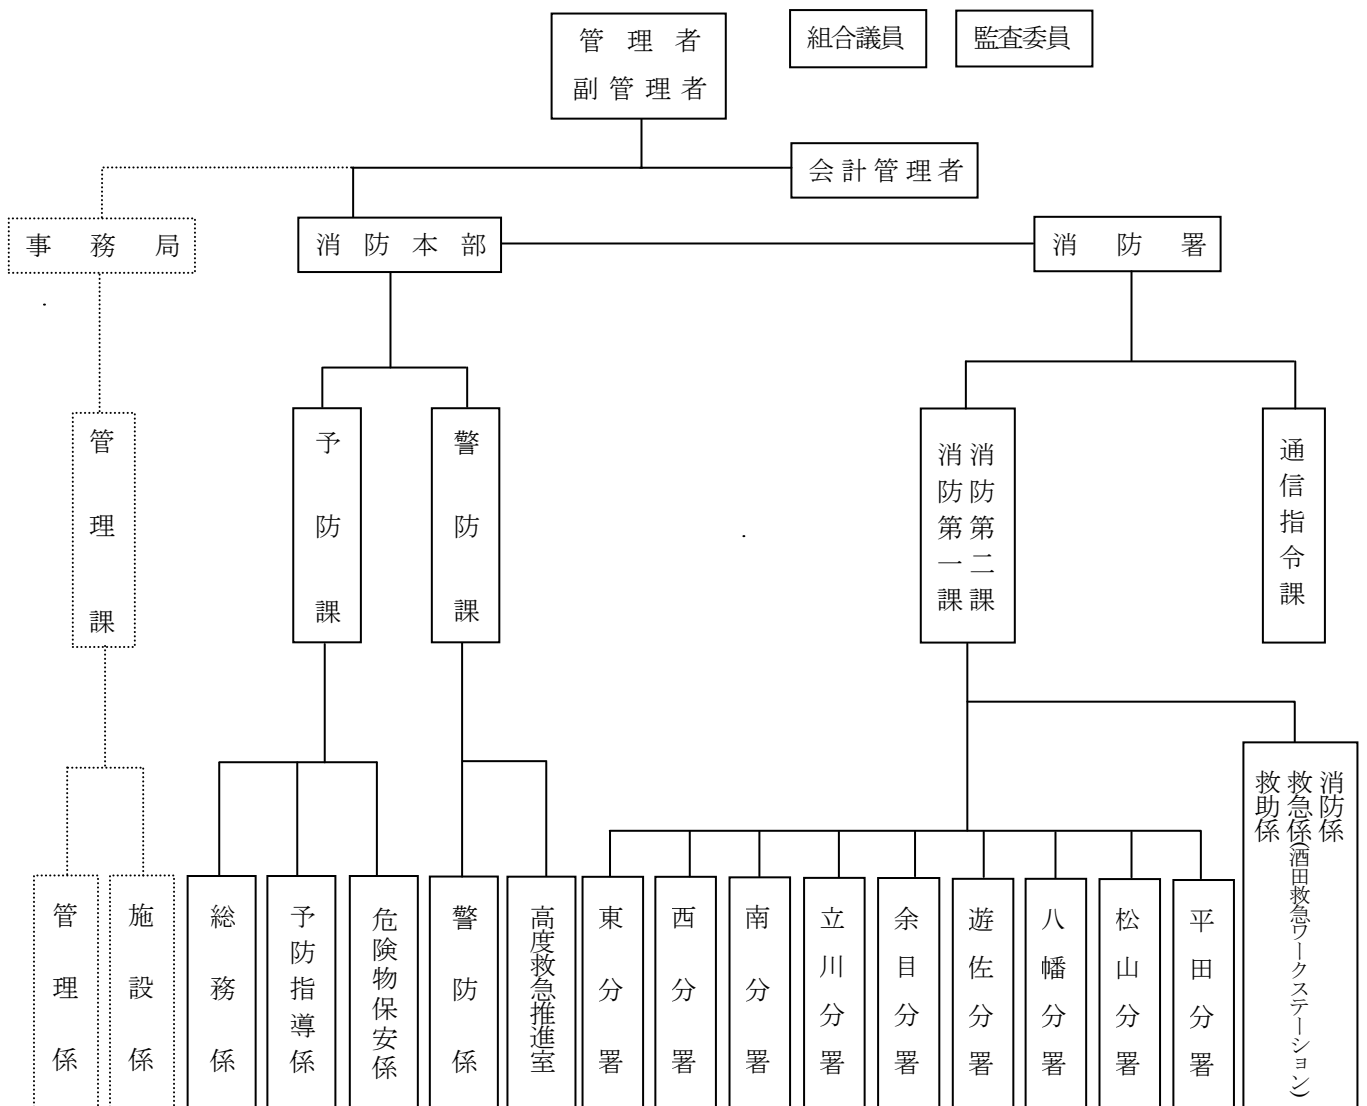 管理者
副管理者
組合議員
監査委員
会計管理者
事務局
消防本部
消防署
管理課
予防課
警防課
消防第二課
消防第一課
通信指令課
消防係
救急係(酒田救急ワークステーション)
救助係
管理係
施設係
総務係
予防指導係
危険物保安係
警防係
高度救急推進室
東分署
西分署
南分署
立川分署
余目分署
遊佐分署
八幡分署
松山分署
平田分署